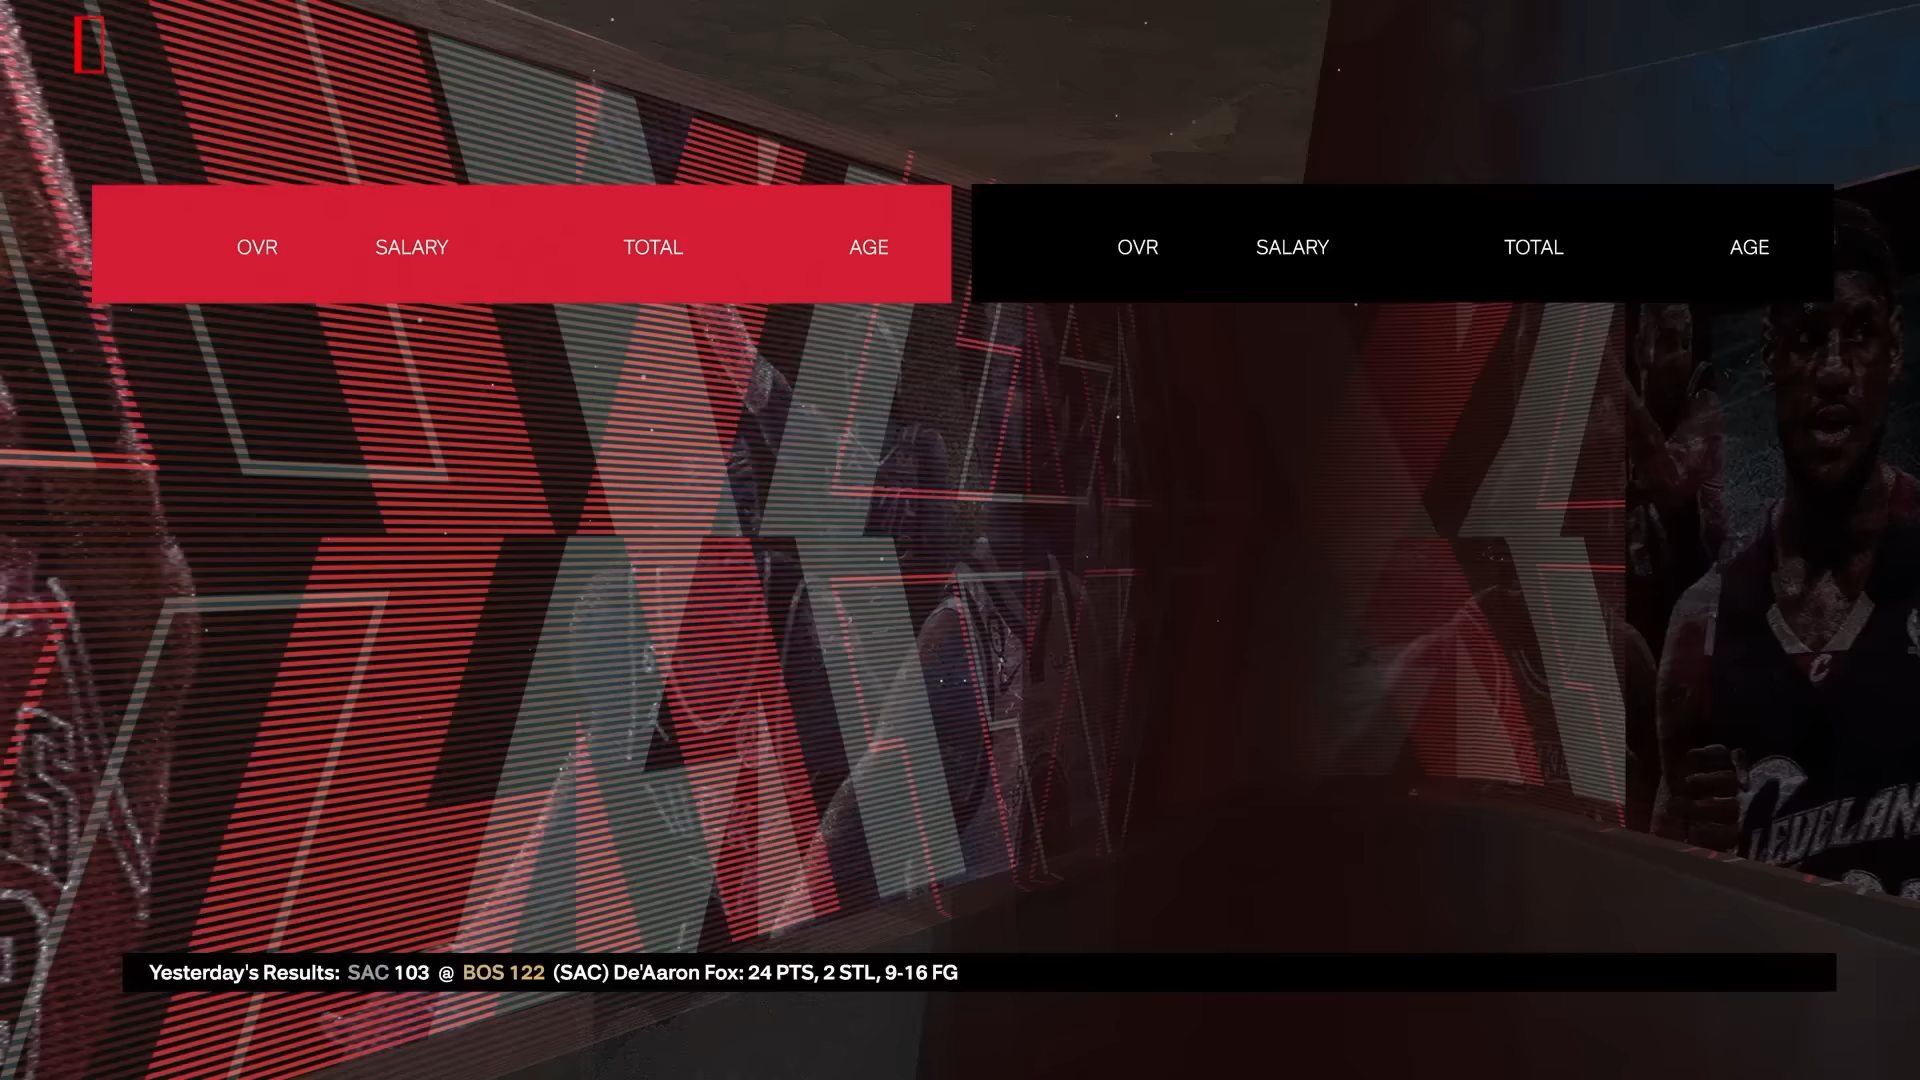 OVR SALARY TOTAL AGE
OVR SALARY TOTAL AGE
C
Yesterday's Results: SAC 103 @ BOS 122 (SAC) De'Aaron Fox: 24 PTS, 2 STL, 9-16 FG